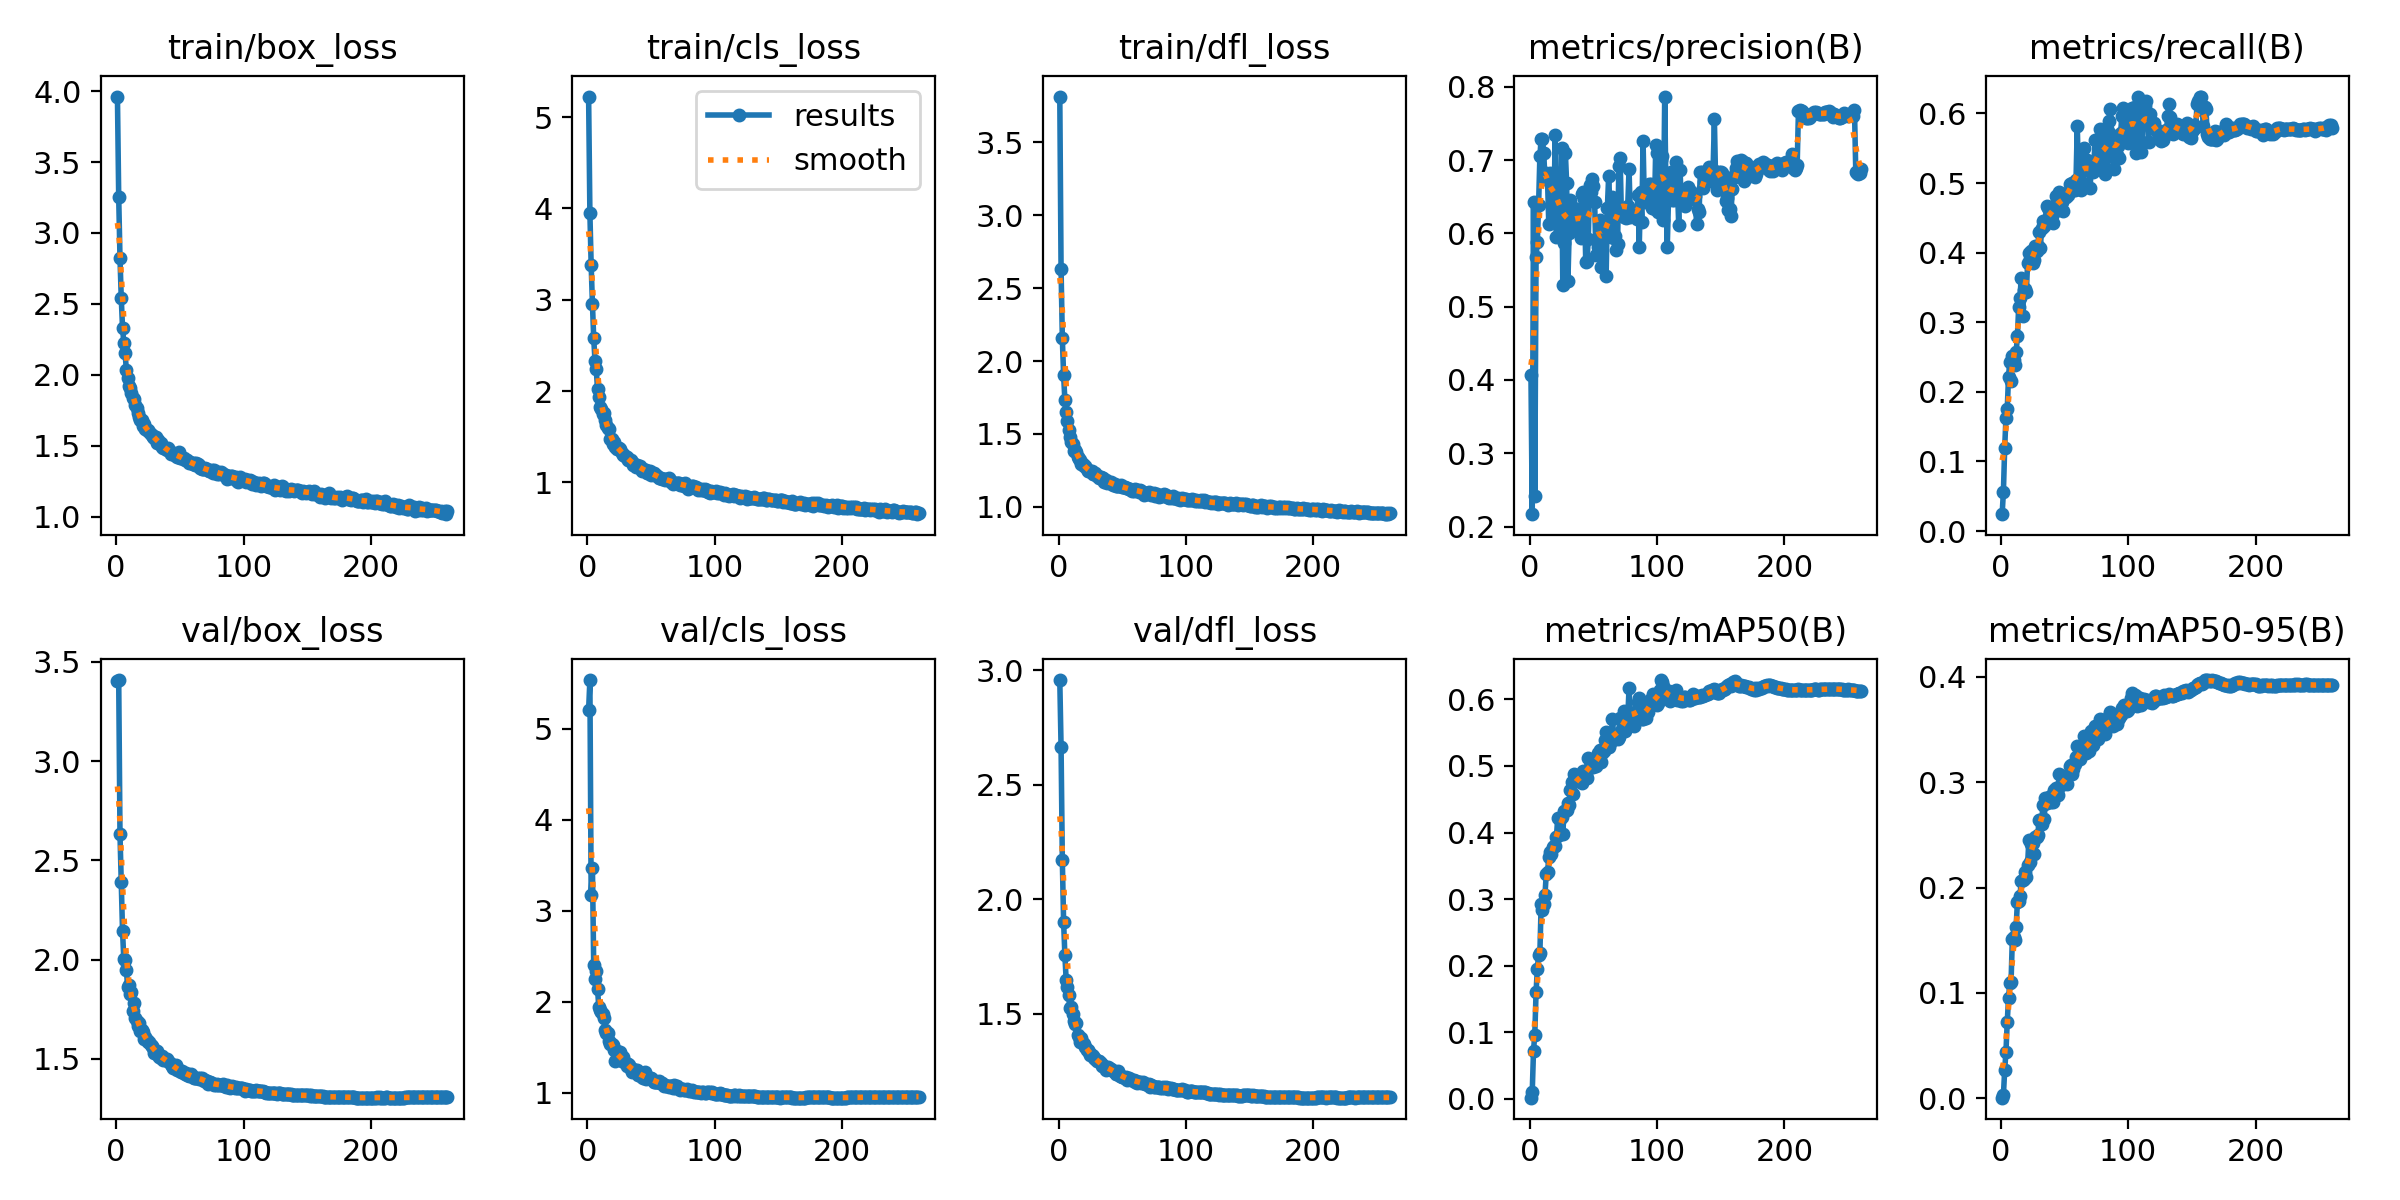 train/box_loss
4.0
3.5
3.0
2.5
2.0
1.5
1.0
0 100 200
train/cls_loss
results
smooth
5
4
3
2
1
0 100 200
train/dfl_loss
3.5
3.0
2.5
2.0
1.5
1.0
0 100 200
metrics/precision(B)
0.8
0.7
0.6
0.5
0.4
0.3
0.2
0 100 200
metrics/recall(B)
0.6
0.5
0.4
0.3
0.2
0.1
0.0
0 100 200
val/box_loss
3.5
3.0
2.5
2.0
1.5
0 100 200
val/cls_loss
5
4
3
2
1
0 100 200
val/dfl_loss
3.0
2.5
2.0
1.5
0 100 200
metrics/mAP50(B)
0.6
0.5
0.4
0.3
0.2
0.1
0.0
0 100 200
metrics/mAP50-95(B)
0.4
0.3
0.2
0.1
0.0
0 100 200